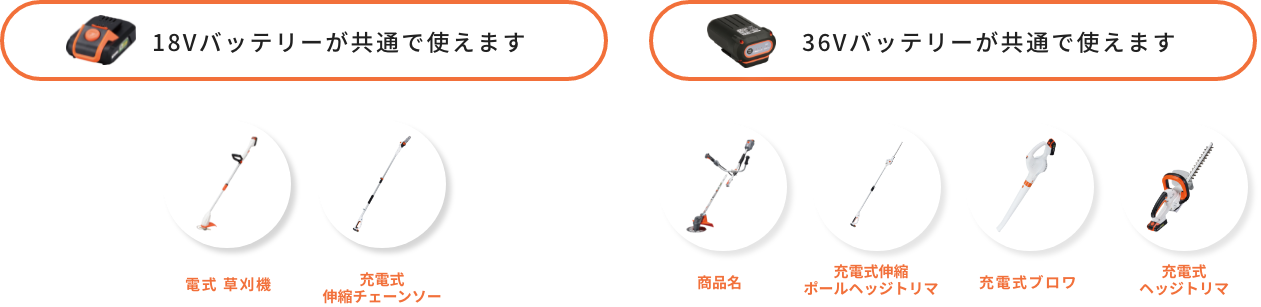 18Vバッテリーが共通で使えます
36Vバッテリーが共通で使えます
電式 草刈機
充電式
伸縮チェーンソー
商品名
充電式伸縮
ポールヘッジトリマ
充電式ブロワ
充電式
ヘッジトリマ